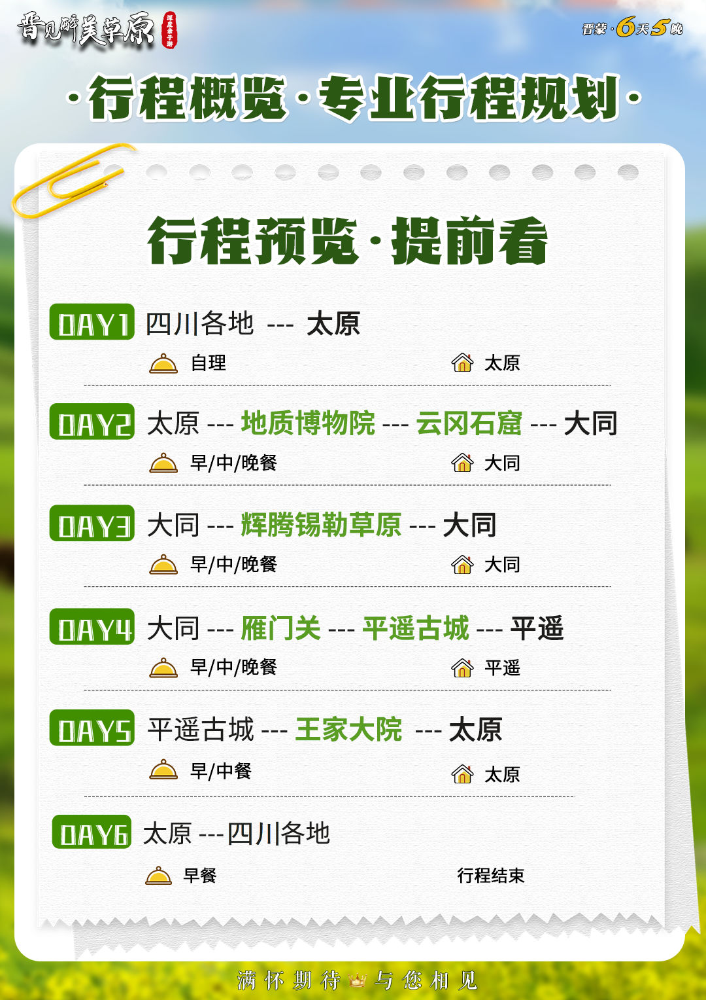 晋见醉美草原 深度亲子游
晋蒙·6天5晚
·行程概览·专业行程规划·
行程预览·提前看
DAY1 四川各地 --- 太原
自理 太原
DAY2 太原 --- 地质博物院 --- 云冈石窟 --- 大同
早/中/晚餐 大同
DAY3 大同 --- 辉腾锡勒草原 --- 大同
早/中/晚餐 大同
DAY4 大同 --- 雁门关 --- 平遥古城 --- 平遥
早/中/晚餐 平遥
DAY5 平遥古城 --- 王家大院 --- 太原
早/中餐 太原
DAY6 太原 ---四川各地
早餐 行程结束
满怀期待 与您相见